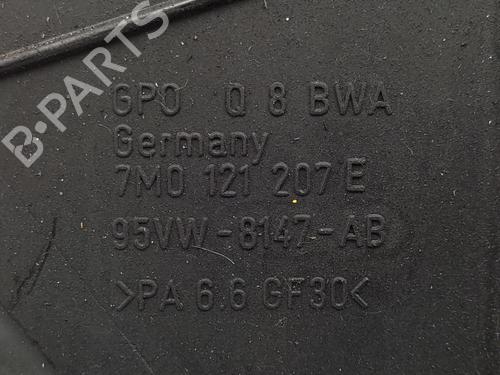 GPO Q 8 BWA
Germany
7M0 121 207 E
95VW-8147-AB
>PA 6.6 GF30<
B-PARTS